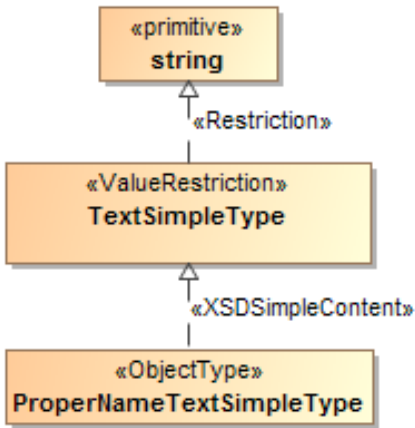 «primitive»
string
«Restriction»
«ValueRestriction»
TextSimpleType
«XSDSimpleContent»
«ObjectType»
ProperNameTextSimpleType